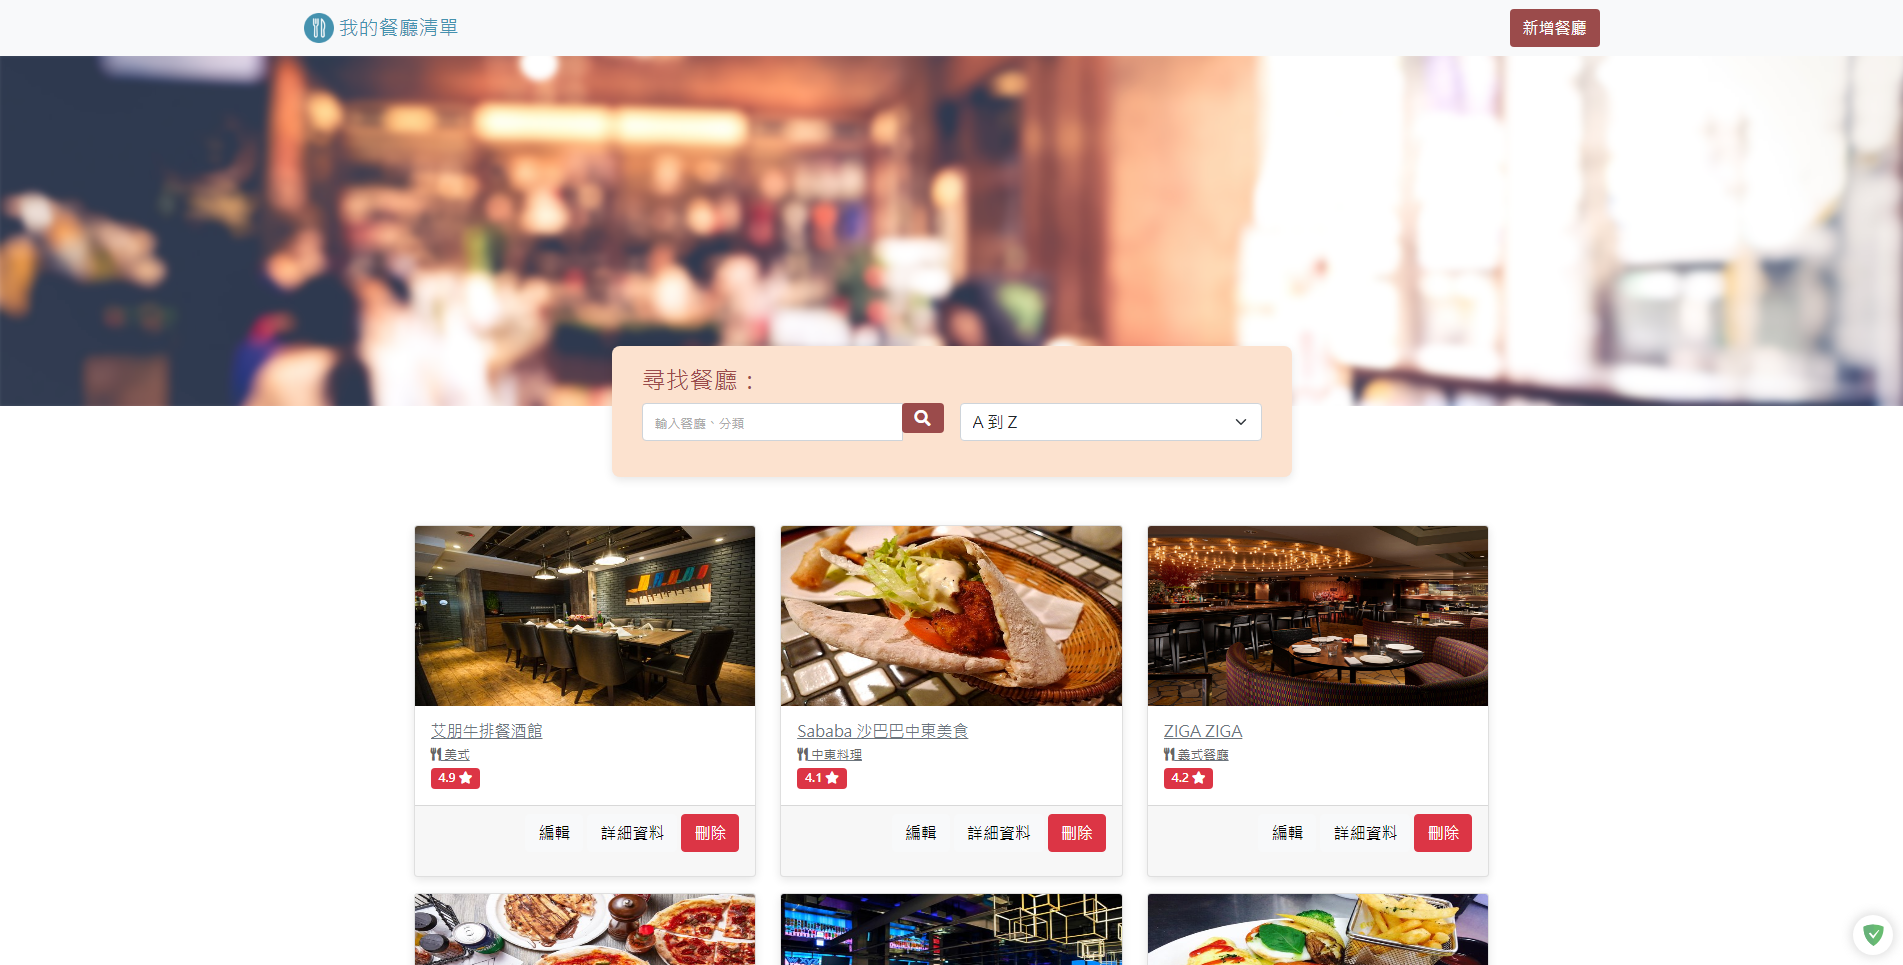 我的餐廳清單
新增餐廳
尋找餐廳：
輸入餐廳、分類
A 到 Z
艾朋牛排餐酒館
美式
4.9
編輯 詳細資料 刪除
Sababa 沙巴巴中東美食
中東料理
4.1
編輯 詳細資料 刪除
ZIGA ZIGA
義式餐廳
4.2
編輯 詳細資料 刪除